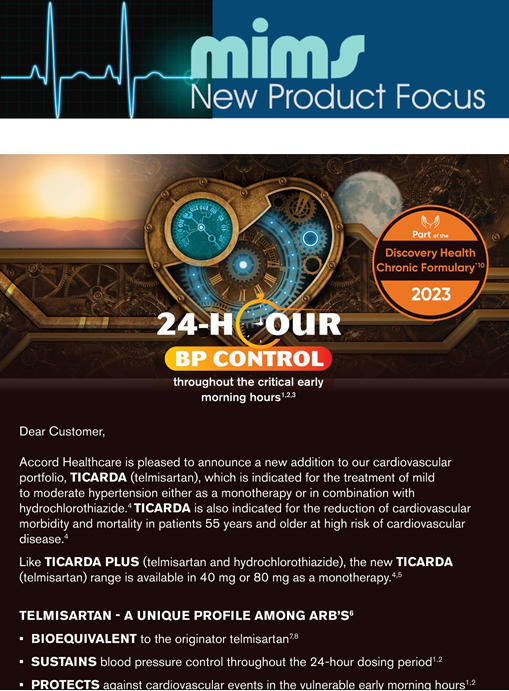 mims
New Product Focus
Part of the
Discovery Health
Chronic Formulary*10
2023
24-HOUR
BP CONTROL
throughout the critical early
morning hours1,2,3
Dear Customer,
Accord Healthcare is pleased to announce a new addition to our cardiovascular
portfolio, TICARDA (telmisartan), which is indicated for the treatment of mild
to moderate hypertension either as a monotherapy or in combination with
hydrochlorothiazide.4 TICARDA is also indicated for the reduction of cardiovascular
morbidity and mortality in patients 55 years and older at high risk of cardiovascular
disease.4
Like TICARDA PLUS (telmisartan and hydrochlorothiazide), the new TICARDA
(telmisartan) range is available in 40 mg or 80 mg as a monotherapy.4,5
TELMISARTAN - A UNIQUE PROFILE AMONG ARB'S6
▪ BIOEQUIVALENT to the originator telmisartan7,8
▪ SUSTAINS blood pressure control throughout the 24-hour dosing period1,2
▪ PROTECTS against cardiovascular events in the vulnerable early morning hours1,2